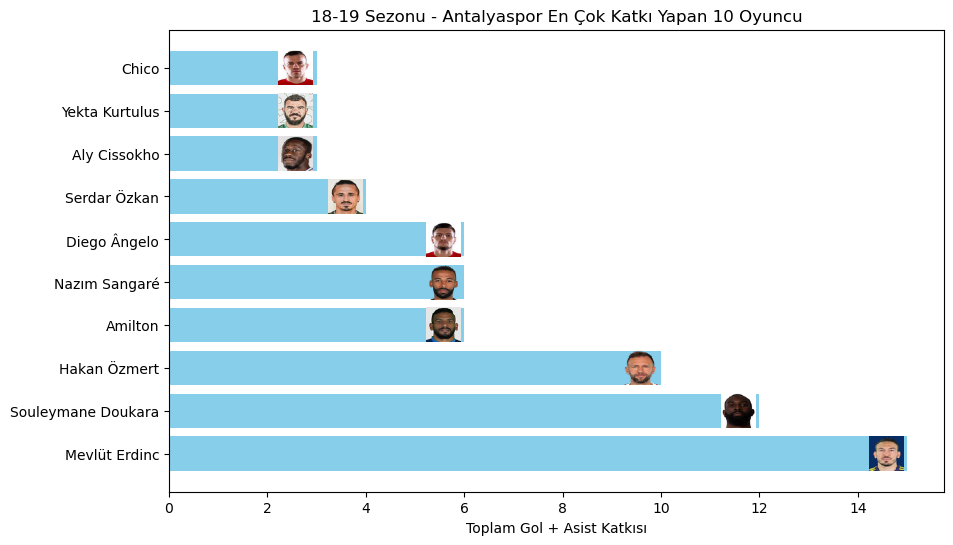 18-19 Sezonu - Antalyaspor En Çok Katkı Yapan 10 Oyuncu
Chico
Yekta Kurtulus
Aly Cissokho
Serdar Özkan
Diego Ângelo
Nazım Sangaré
Amilton
Hakan Özmert
Souleymane Doukara
Mevlüt Erdinc
0 2 4 6 8 10 12 14
Toplam Gol + Asist Katkısı